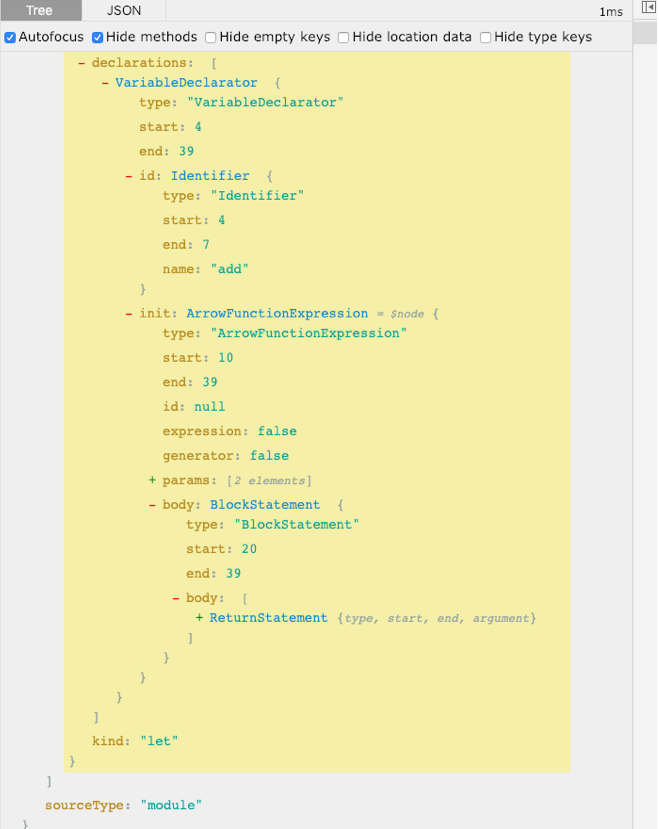 Tree JSON 1ms
Autofocus Hide methods Hide empty keys Hide location data Hide type keys
- declarations: [
- VariableDeclarator {
type: "VariableDeclarator"
start: 4
end: 39
- id: Identifier {
type: "Identifier"
start: 4
end: 7
name: "add"
}
- init: ArrowFunctionExpression = $node {
type: "ArrowFunctionExpression"
start: 10
end: 39
id: null
expression: false
generator: false
+ params: [2 elements]
- body: BlockStatement {
type: "BlockStatement"
start: 20
end: 39
- body: [
+ ReturnStatement {type, start, end, argument}
]
}
}
}
]
kind: "let"
}
]
sourceType: "module"
}